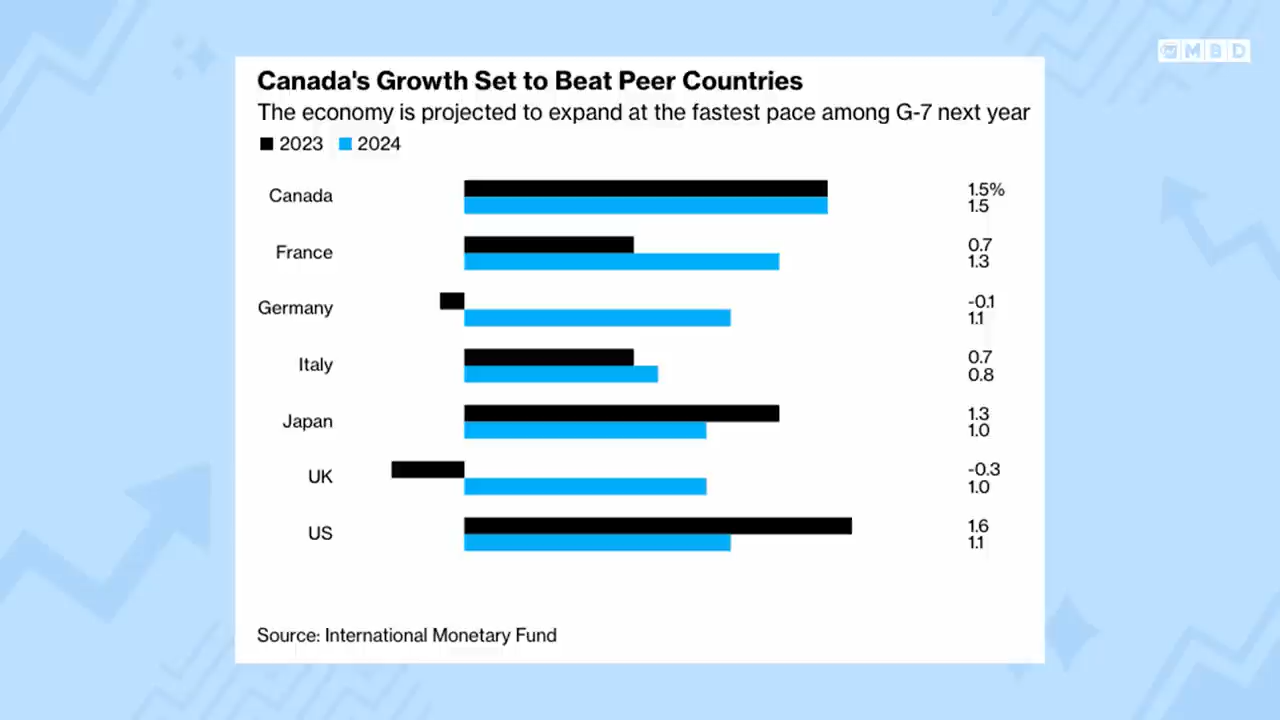 MBD
Canada's Growth Set to Beat Peer Countries
The economy is projected to expand at the fastest pace among G-7 next year
2023 2024
Canada 1.5%
1.5
France 0.7
1.3
Germany -0.1
1.1
Italy 0.7
0.8
Japan 1.3
1.0
UK -0.3
1.0
US 1.6
1.1
Source: International Monetary Fund